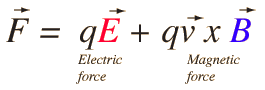 F⃗ = qE⃗ + qv⃗ x B⃗
Electric force
Magnetic force